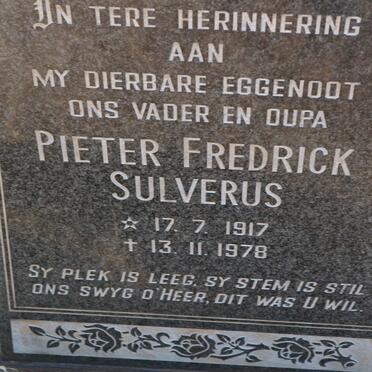 IN TERE HERINNERING
AAN
MY DIERBARE EGGENOOT
ONS VADER EN OUPA
PIETER FREDRICK
SULVERUS
☆ 17. 7. 1917
✝ 13. 11. 1978
SY PLEK IS LEEG, SY STEM IS STIL
ONS SWYG O'HEER, DIT WAS U WIL.